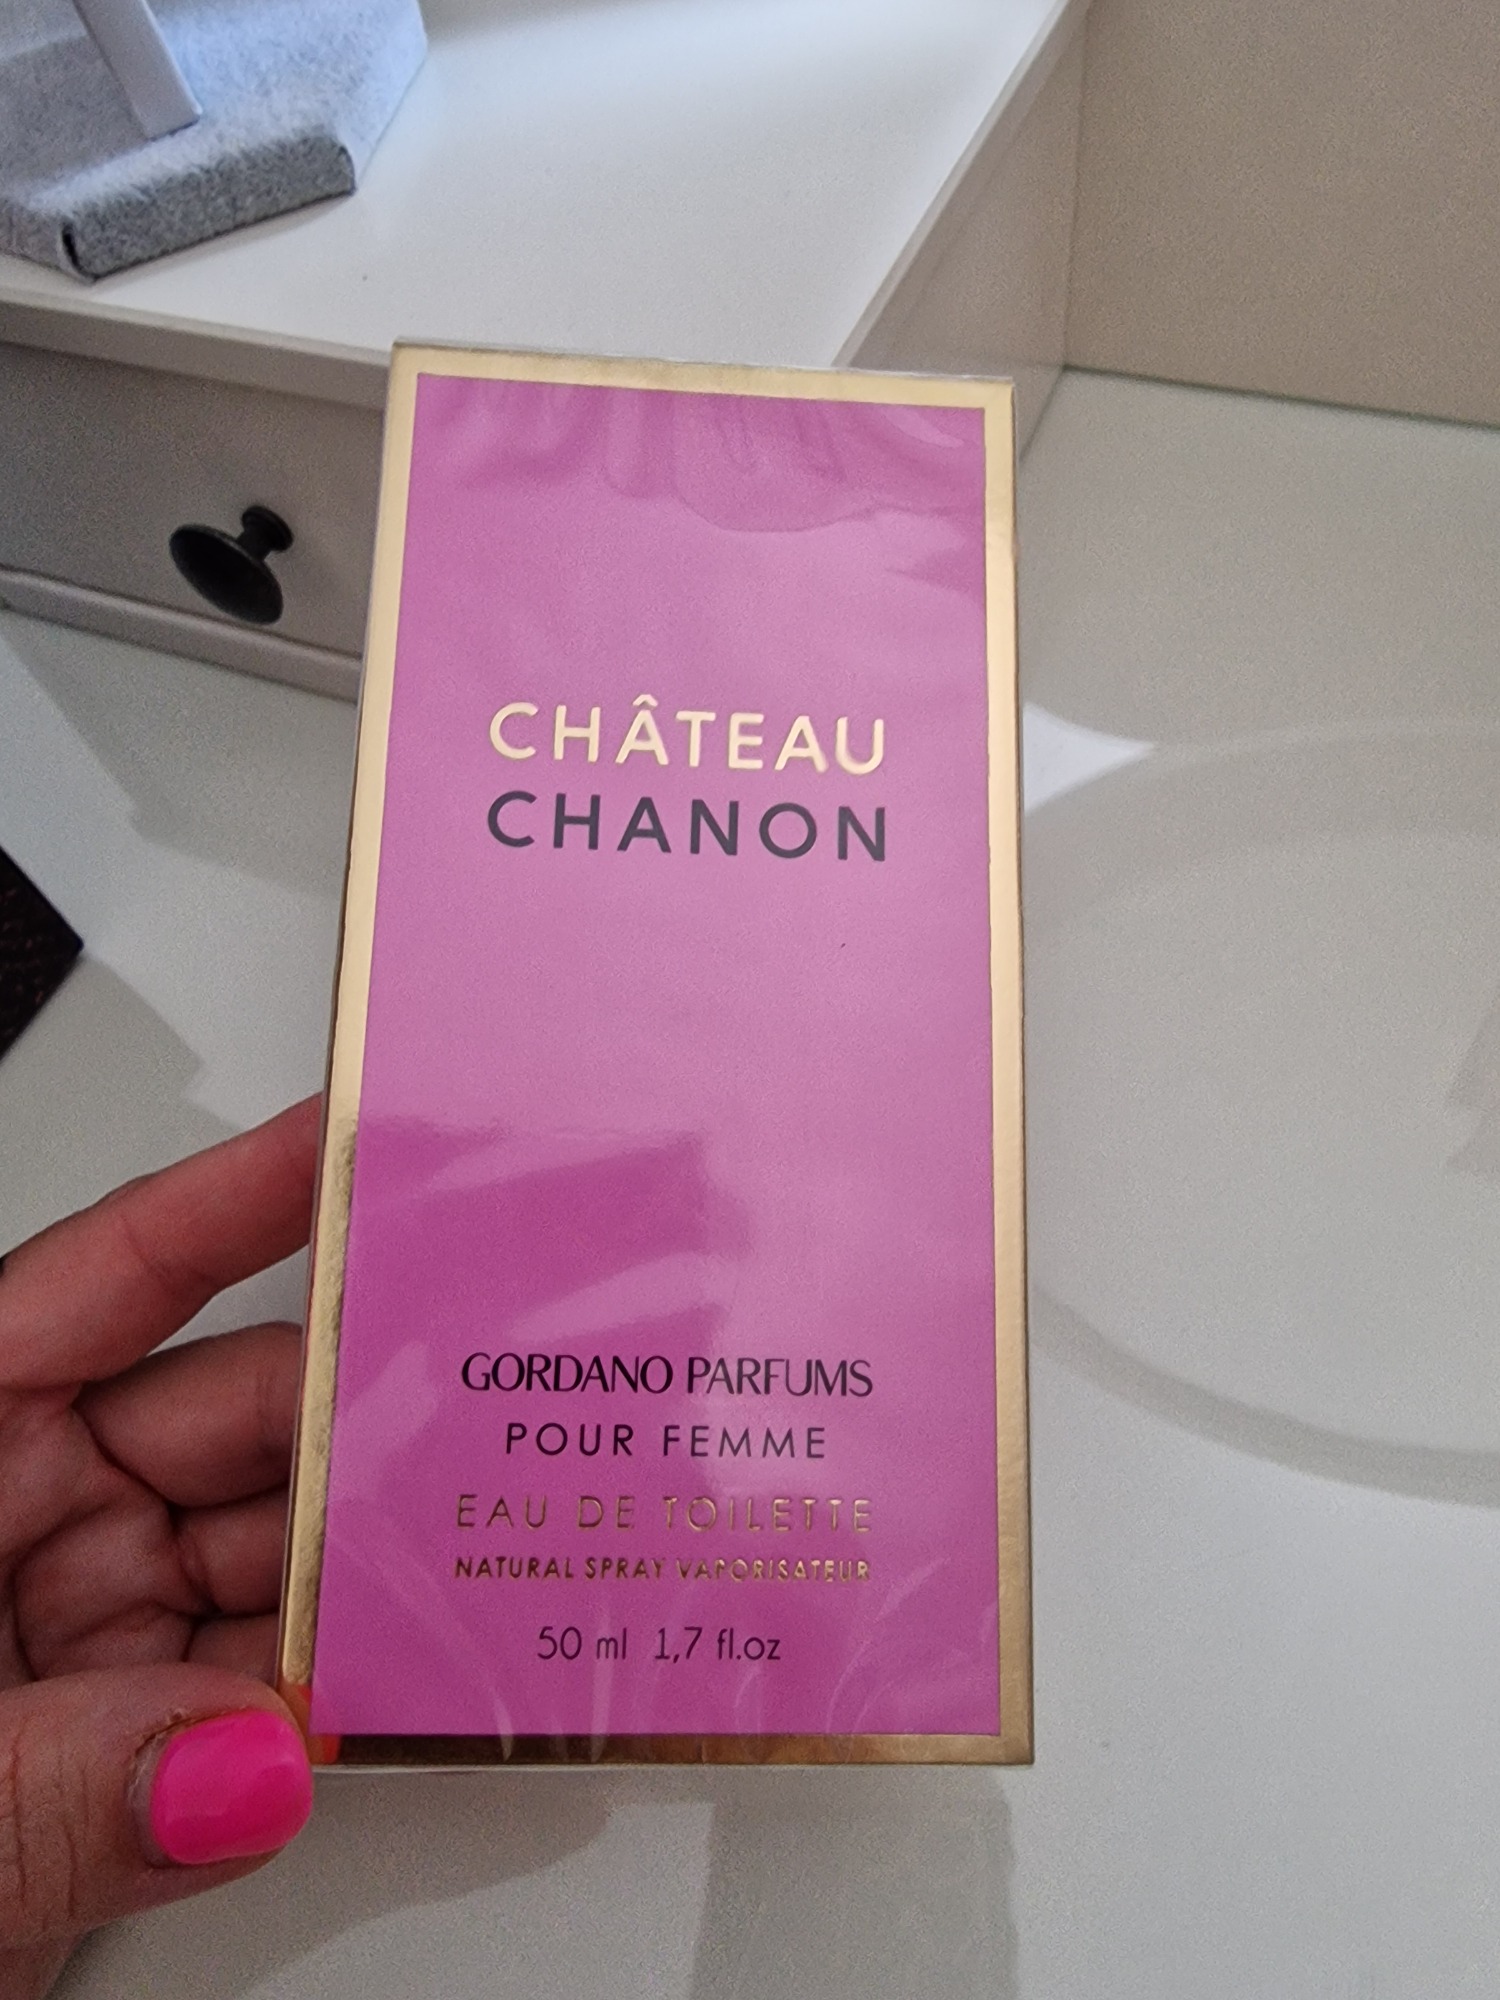 CHÂTEAU
CHANON
GORDANO PARFUMS
POUR FEMME
EAU DE TOILETTE
NATURAL SPRAY VAPORISATEUR
50 ml 1,7 fl.oz